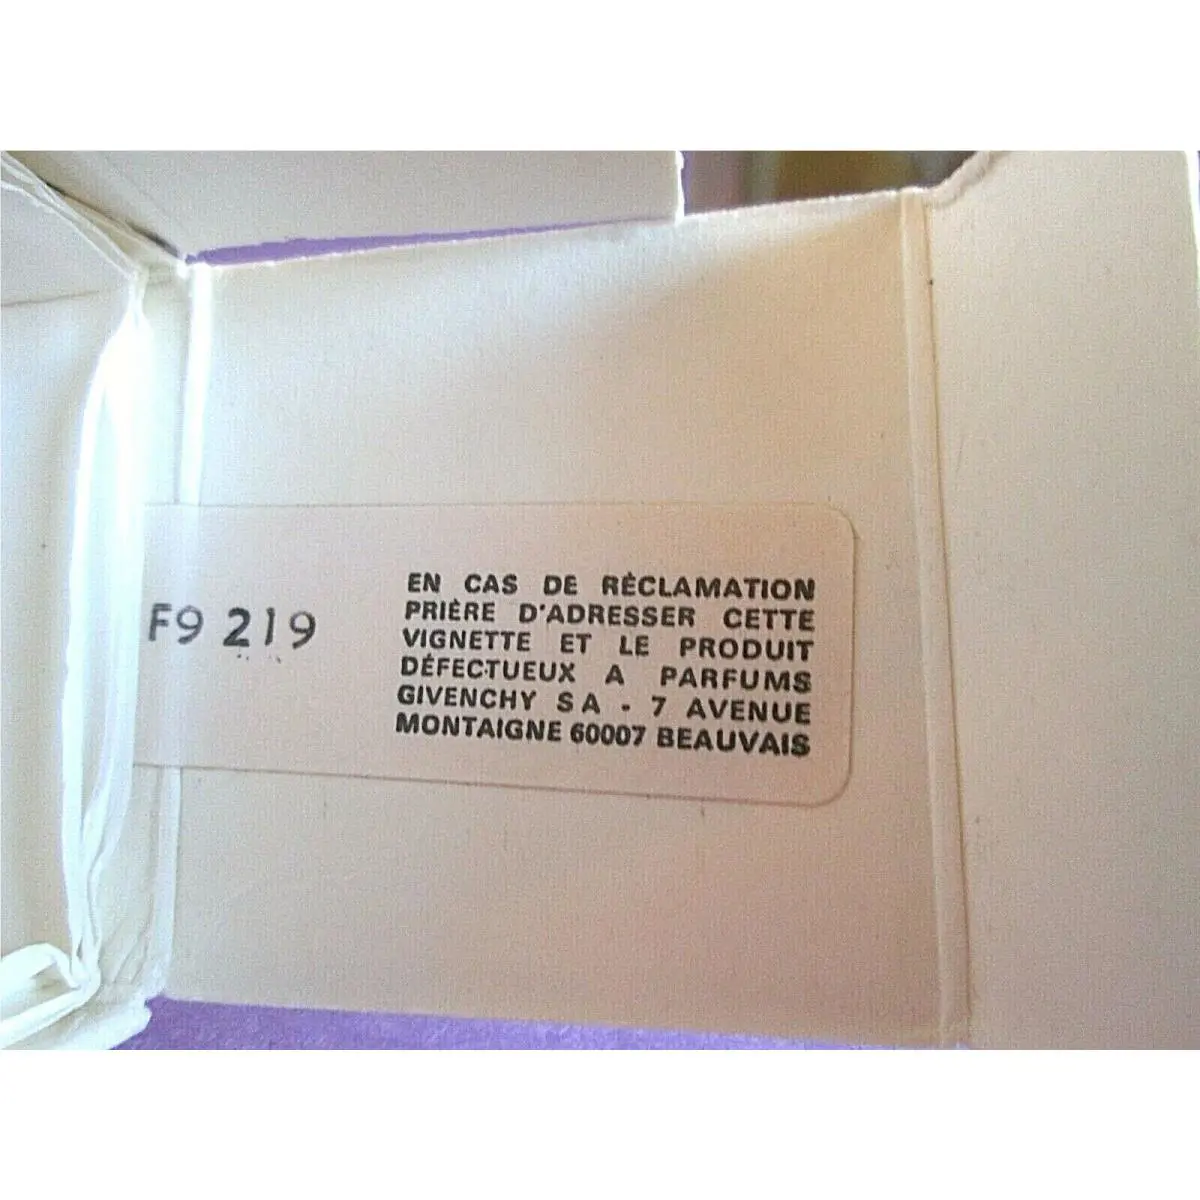 F9 219
EN CAS DE RÉCLAMATION
PRIÈRE D'ADRESSER CETTE
VIGNETTE ET LE PRODUIT
DÉFECTUEUX A PARFUMS
GIVENCHY SA - 7 AVENUE
MONTAIGNE 60007 BEAUVAIS